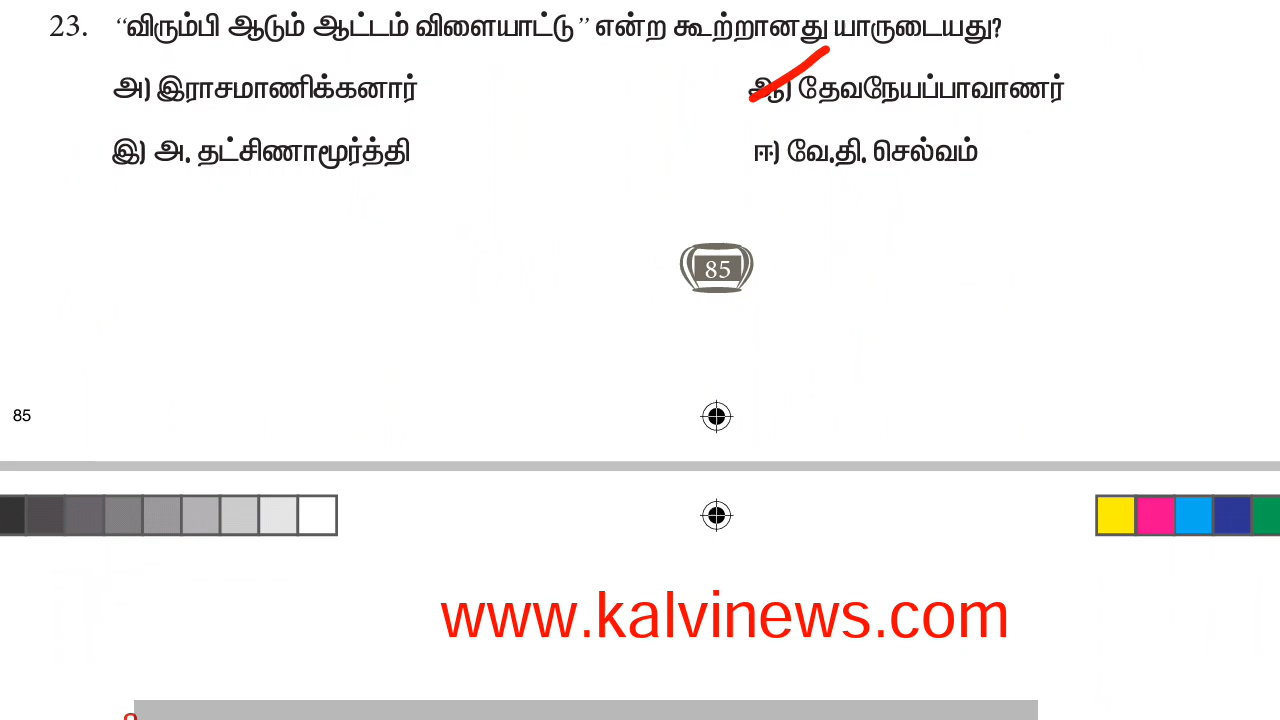 23. “விரும்பி ஆடும் ஆட்டம் விளையாட்டு” என்ற கூற்றானது யாருடையது?
அ) இராசமாணிக்கனார் ஆ) தேவநேயப்பாவாணர்
இ) அ. தட்சிணாமூர்த்தி ஈ) வே.தி. செல்வம்
85
85
www.kalvinews.com